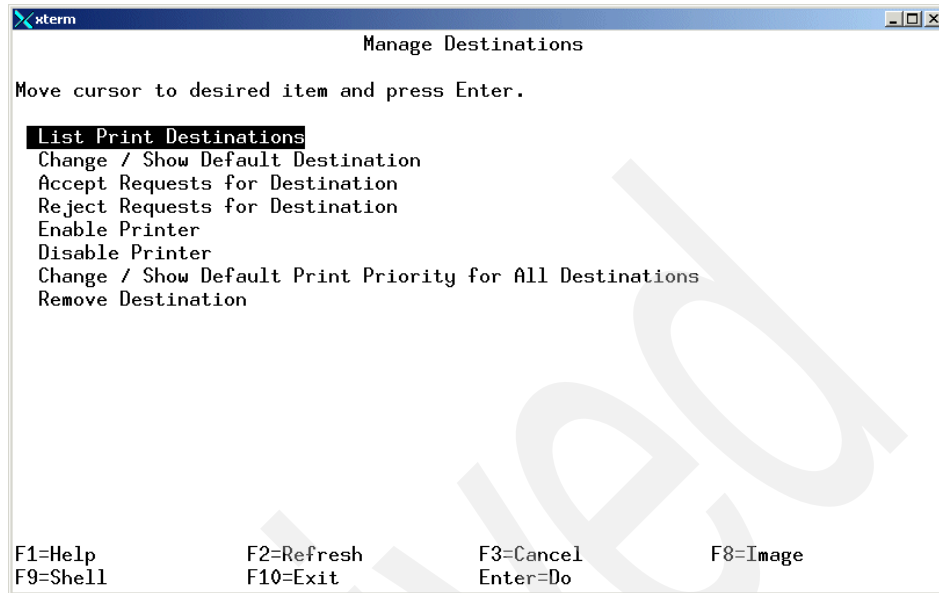 xterm
Manage Destinations
Move cursor to desired item and press Enter.
List Print Destinations
Change / Show Default Destination
Accept Requests for Destination
Reject Requests for Destination
Enable Printer
Disable Printer
Change / Show Default Print Priority for All Destinations
Remove Destination
F1=Help F2=Refresh F3=Cancel F8=Image
F9=Shell F10=Exit Enter=Do